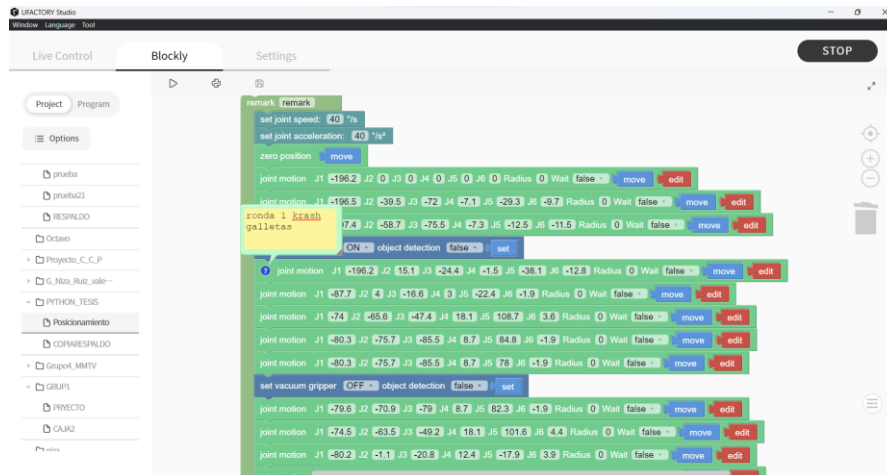 UFACTORY Studio
Window Language Tool
Live Control Blockly Settings STOP
Project Program
Options
prueba
prueba21
RESPALDO
Octavo
Proyecto_C_C_P
G_Niza_Ruiz_vale···
PYTHON_TESIS
Posicionamiento
COPIARESPALDO
Grupo4_MMTV
GRUP1
PRYECTO
CAJA2
remark remark
set joint speed: 40 °/s
set joint acceleration: 40 °/s²
zero position move
joint motion J1 -196.2 J2 0 J3 0 J4 0 J5 0 J6 0 Radius 0 Wait false move edit
joint motion J1 -196.5 J2 -39.5 J3 -72 J4 -7.1 J5 -29.3 J6 -9.7 Radius 0 Wait false move edit
ronda 1 krash
galletas
7.4 J2 -58.7 J3 -75.5 J4 -7.3 J5 -12.5 J6 -11.5 Radius 0 Wait false move edit
ON object detection false set
? joint motion J1 -196.2 J2 15.1 J3 -24.4 J4 -1.5 J5 -38.1 J6 -12.8 Radius 0 Wait false move edit
joint motion J1 -87.7 J2 4 J3 -16.6 J4 3 J5 -22.4 J6 -1.9 Radius 0 Wait false move edit
joint motion J1 -74 J2 -65.6 J3 -47.4 J4 18.1 J5 108.7 J6 3.6 Radius 0 Wait false move edit
joint motion J1 -80.3 J2 -75.7 J3 -85.5 J4 8.7 J5 84.8 J6 -1.9 Radius 0 Wait false move edit
joint motion J1 -80.3 J2 -75.7 J3 -85.5 J4 8.7 J5 78 J6 -1.9 Radius 0 Wait false move edit
set vacuum gripper OFF object detection false set
joint motion J1 -79.6 J2 -70.9 J3 -79 J4 8.7 J5 82.3 J6 -1.9 Radius 0 Wait false move edit
joint motion J1 -74.5 J2 -63.5 J3 -49.2 J4 18.1 J5 101.6 J6 4.4 Radius 0 Wait false move edit
joint motion J1 -80.2 J2 -1.1 J3 -20.8 J4 12.4 J5 -17.9 J6 3.9 Radius 0 Wait false move edit